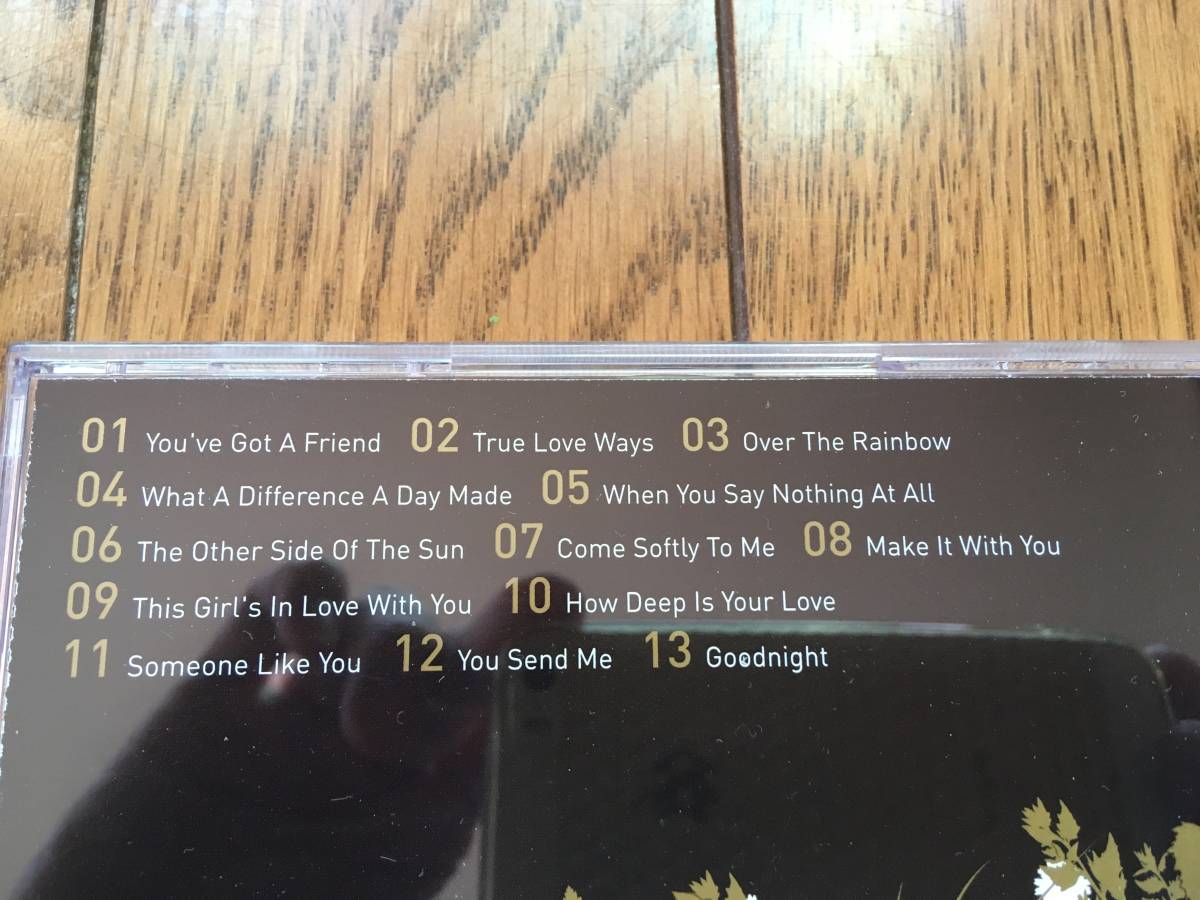 01 You've Got A Friend 02 True Love Ways 03 Over The Rainbow
04 What A Difference A Day Made 05 When You Say Nothing At All
06 The Other Side Of The Sun 07 Come Softly To Me 08 Make It With You
09 This Girl's In Love With You 10 How Deep Is Your Love
11 Someone Like You 12 You Send Me 13 Goodnight